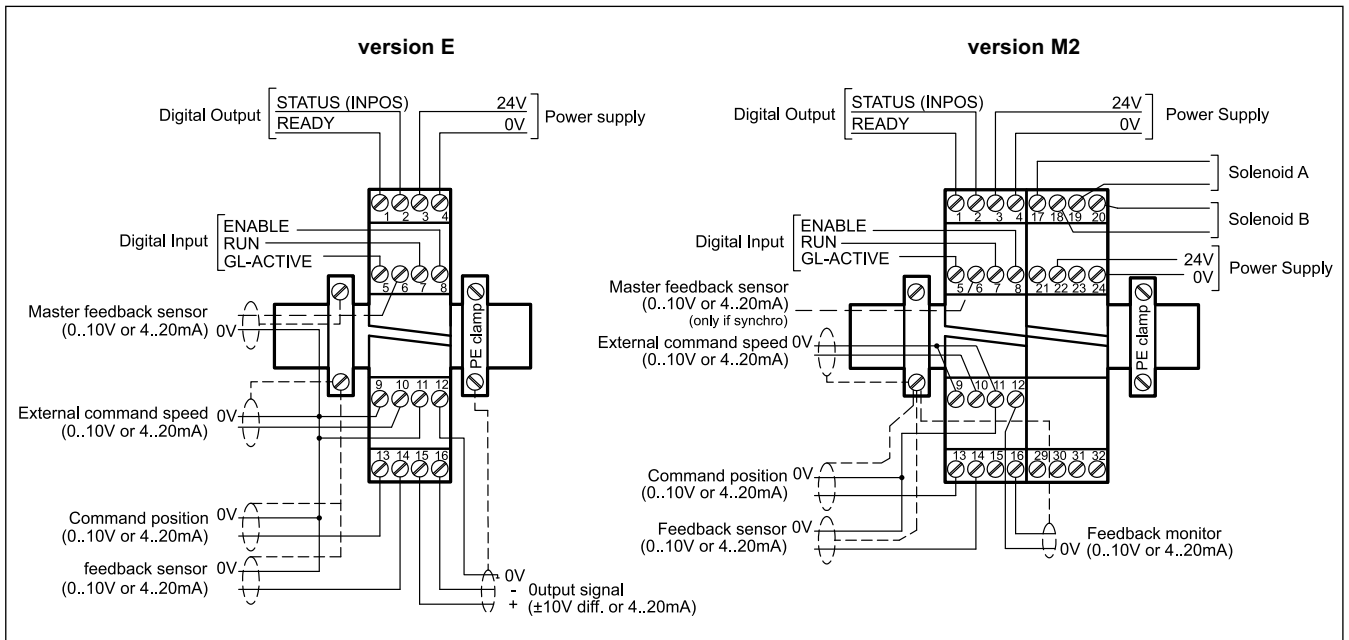 version E
Digital Output
STATUS (INPOS)
READY
24V
0V
Power supply
1 2 3 4
Digital Input
ENABLE
RUN
GL-ACTIVE
5 6 7 8
Master feedback sensor
(0..10V or 4..20mA)
0V
PE clamp
External command speed
0V
(0..10V or 4..20mA)
9 10 11 12
13 14 15 16
Command position
0V
(0..10V or 4..20mA)
feedback sensor
0V
(0..10V or 4..20mA)
0V
- 0utput signal
+ (±10V diff. or 4..20mA)
version M2
Digital Output
STATUS (INPOS)
READY
24V
0V
Power Supply
Solenoid A
Solenoid B
1 2 3 4 17 18 19 20
Digital Input
ENABLE
RUN
GL-ACTIVE
24V
0V
Power Supply
5 6 7 8 21 22 23 24
Master feedback sensor
(0..10V or 4..20mA)
(only if synchro)
External command speed
0V
(0..10V or 4..20mA)
PE clamp
9 10 11 12
13 14 15 16 29 30 31 32
Command position
0V
(0..10V or 4..20mA)
Feedback sensor
0V
(0..10V or 4..20mA)
Feedback monitor
0V
(0..10V or 4..20mA)